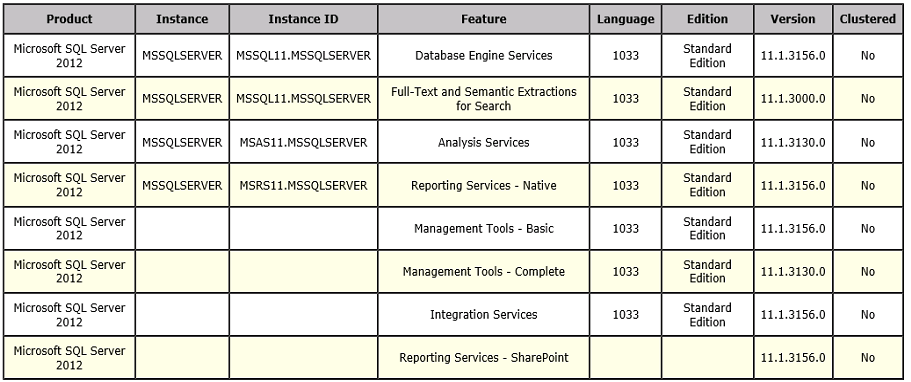 Product Instance Instance ID Feature Language Edition Version Clustered
Microsoft SQL Server 2012 MSSQLSERVER MSSQL11.MSSQLSERVER Database Engine Services 1033 Standard Edition 11.1.3156.0 No
Microsoft SQL Server 2012 MSSQLSERVER MSSQL11.MSSQLSERVER Full-Text and Semantic Extractions for Search 1033 Standard Edition 11.1.3000.0 No
Microsoft SQL Server 2012 MSSQLSERVER MSAS11.MSSQLSERVER Analysis Services 1033 Standard Edition 11.1.3130.0 No
Microsoft SQL Server 2012 MSSQLSERVER MSRS11.MSSQLSERVER Reporting Services - Native 1033 Standard Edition 11.1.3156.0 No
Microsoft SQL Server 2012 Management Tools - Basic 1033 Standard Edition 11.1.3156.0 No
Microsoft SQL Server 2012 Management Tools - Complete 1033 Standard Edition 11.1.3130.0 No
Microsoft SQL Server 2012 Integration Services 1033 Standard Edition 11.1.3156.0 No
Microsoft SQL Server 2012 Reporting Services - SharePoint 11.1.3156.0 No